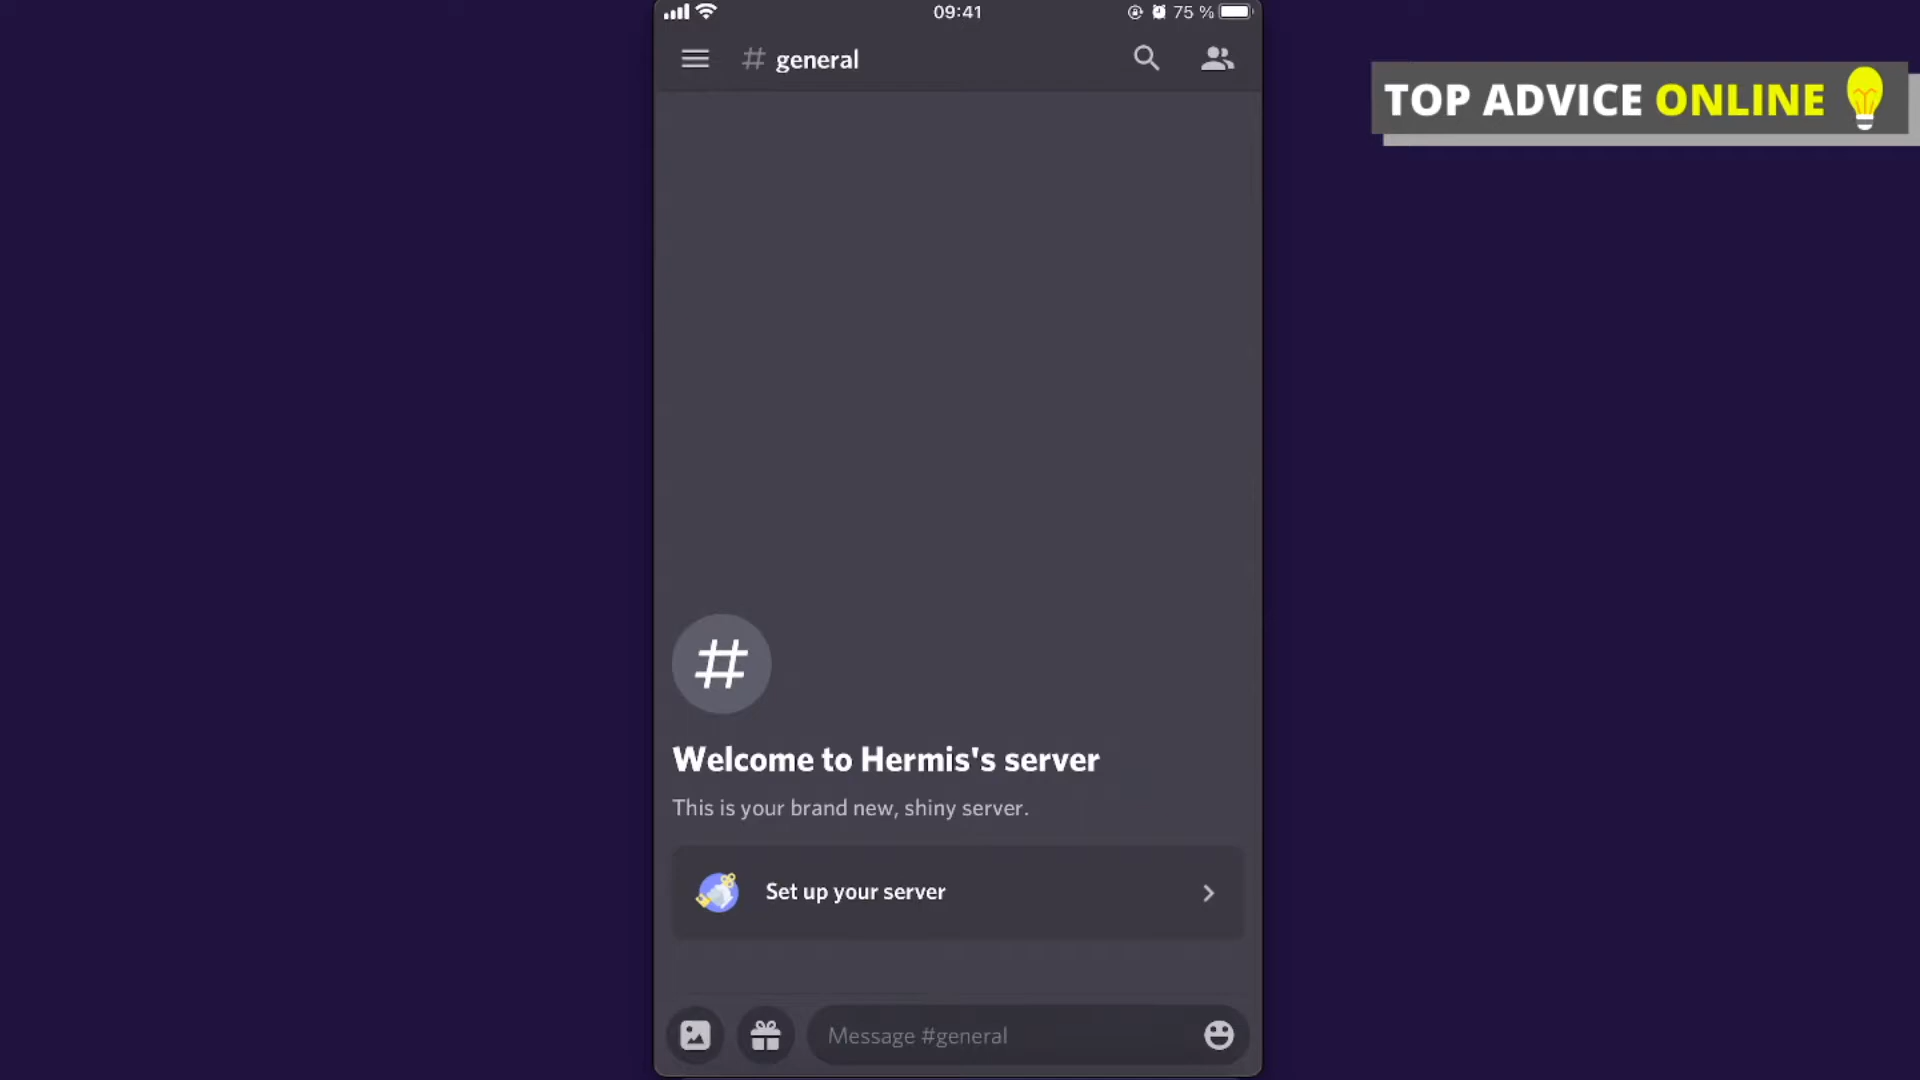 09:41
75 %
# general
TOP ADVICE ONLINE
#
Welcome to Hermis's server
This is your brand new, shiny server.
Set up your server
Message #general